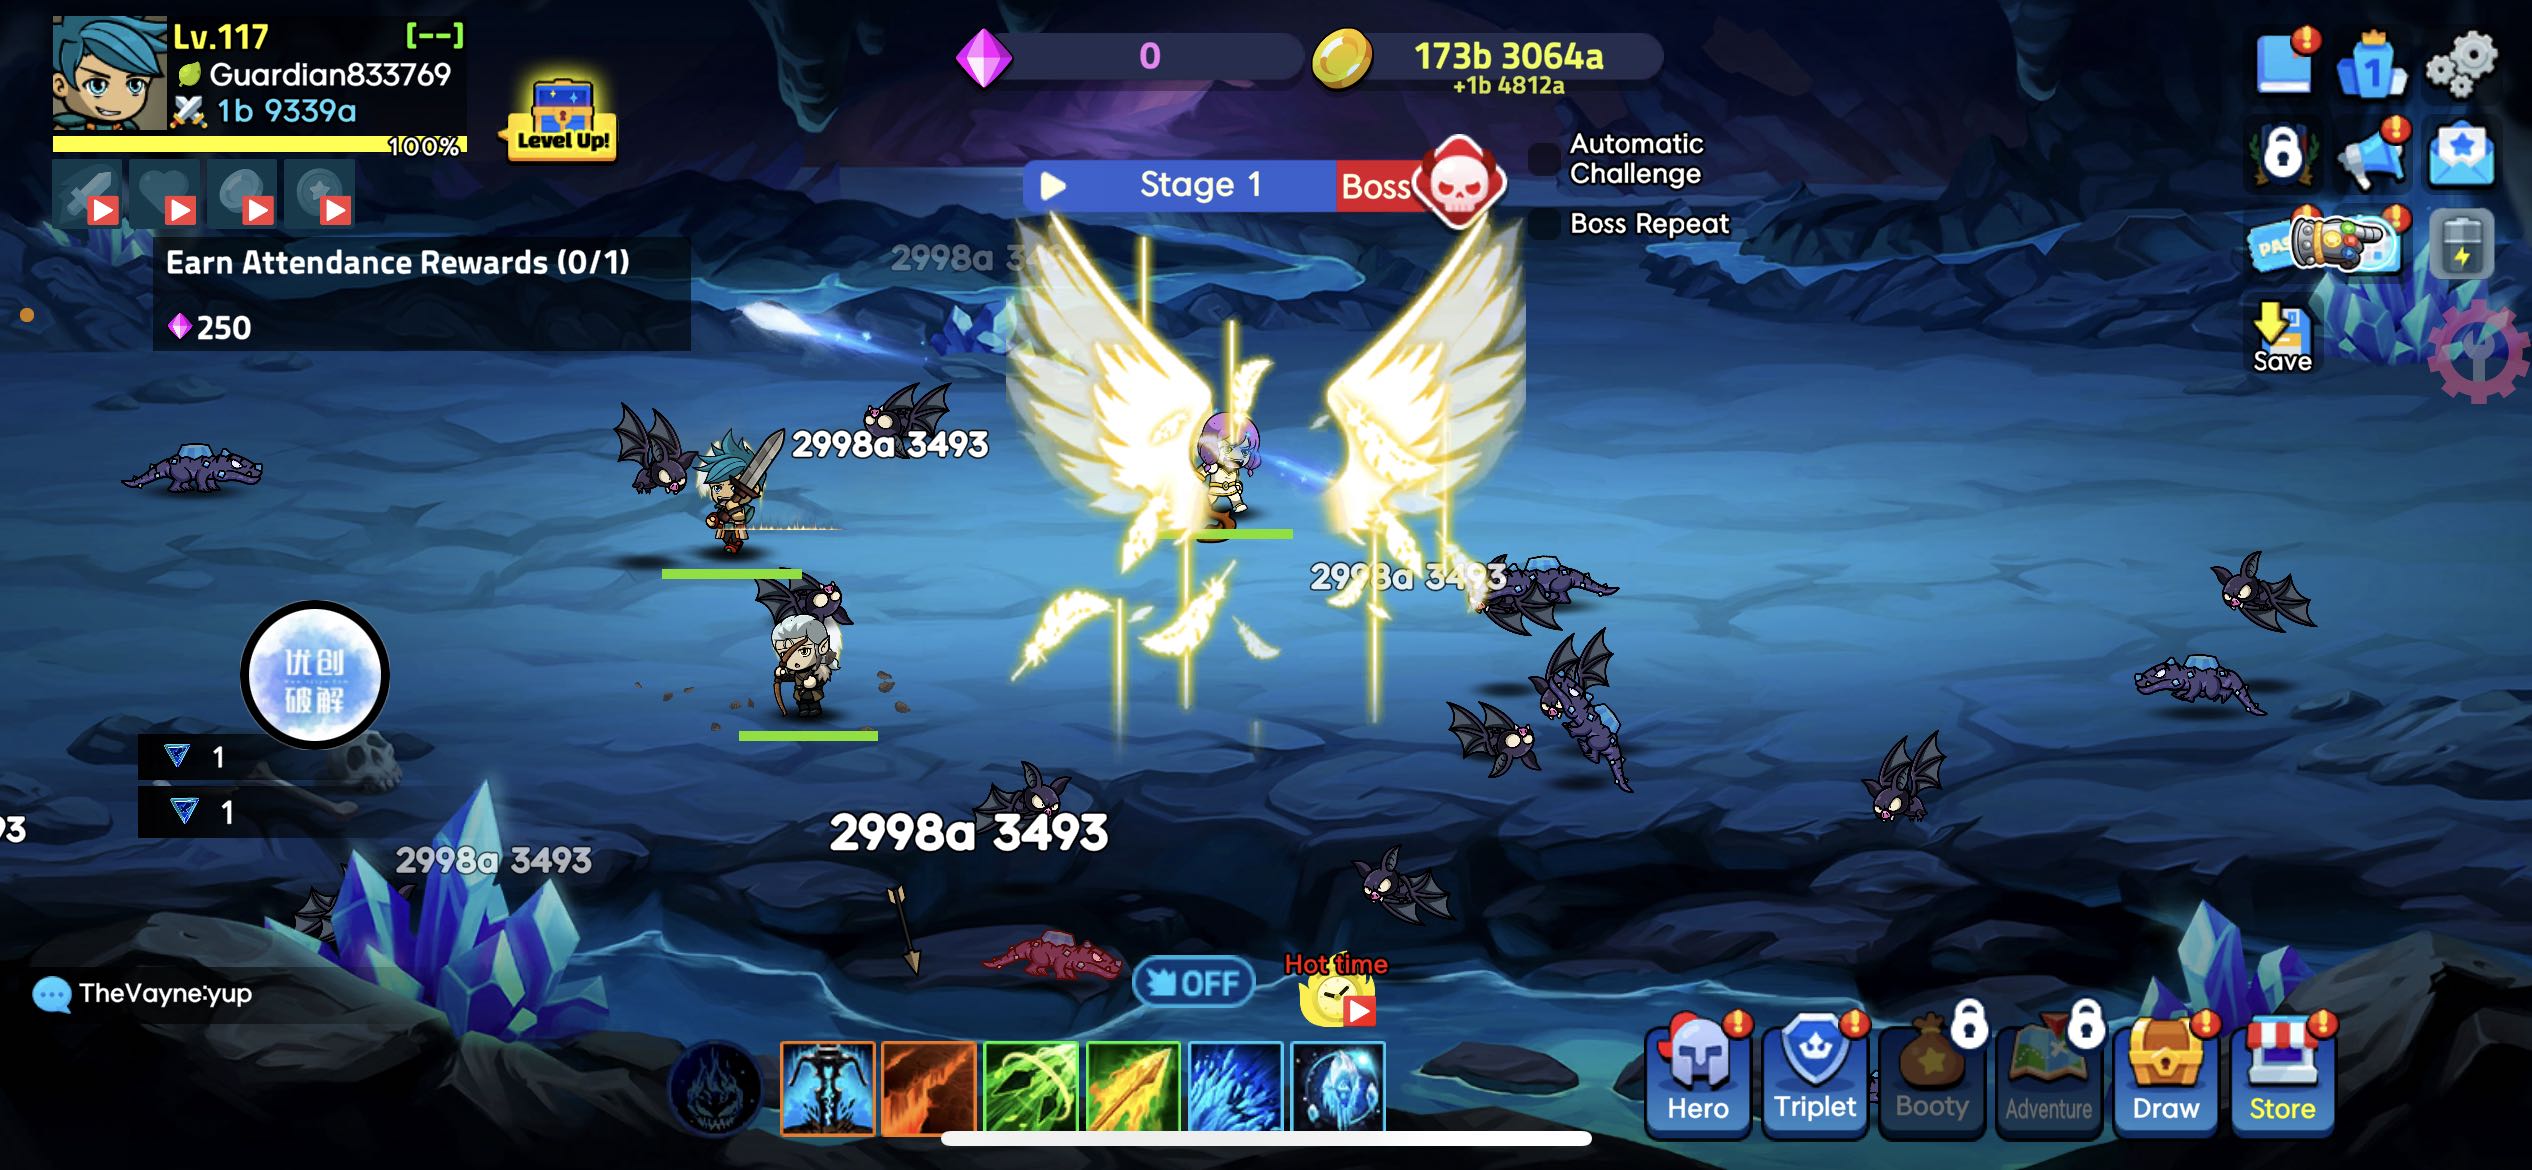 Lv.117
[--]
Guardian833769
1b 9339a
100%
Level Up!
0
173b 3064a
+1b 4812a
Stage 1
Boss
Automatic
Challenge
Boss Repeat
1
Save
Earn Attendance Rewards (0/1)
250
2998a 3493
2998a 3493
优创
破解
1
1
93
2998a 3493
2998a 3493
TheVayne:yup
OFF
Hot time
Hero
Triplet
Booty
Adventure
Draw
Store